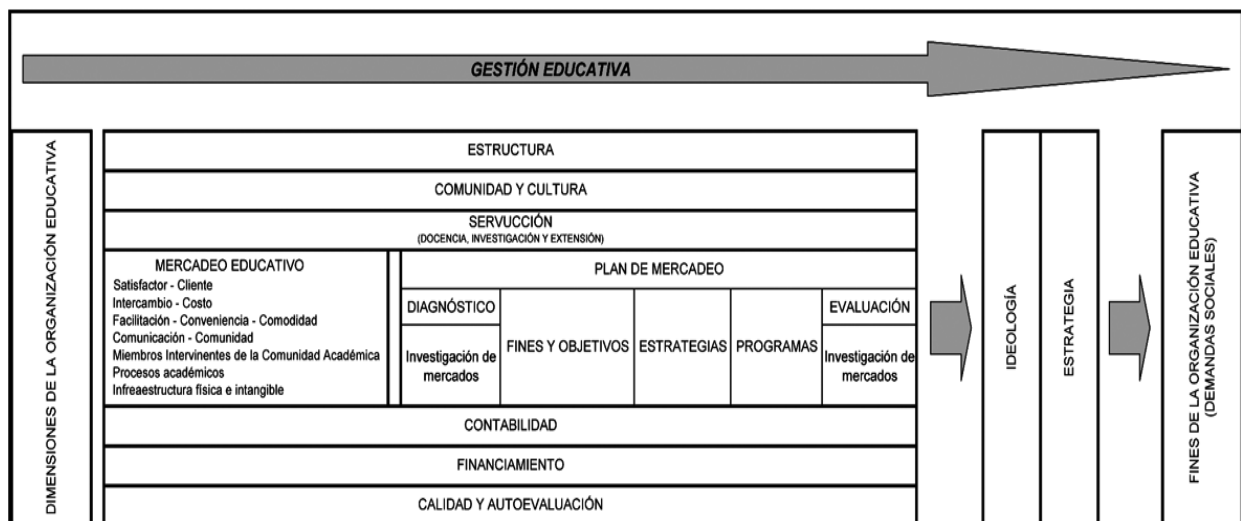 GESTIÓN EDUCATIVA
DIMENSIONES DE LA ORGANIZACIÓN EDUCATIVA
ESTRUCTURA
COMUNIDAD Y CULTURA
SERVUCCIÓN
(DOCENCIA, INVESTIGACIÓN Y EXTENSIÓN)
MERCADEO EDUCATIVO
Satisfactor - Cliente
Intercambio - Costo
Facilitación - Conveniencia - Comodidad
Comunicación - Comunidad
Miembros Intervinentes de la Comunidad Académica
Procesos académicos
Infraestructura física e intangible
PLAN DE MERCADEO
DIAGNÓSTICO
Investigación de
mercados
FINES Y OBJETIVOS
ESTRATEGIAS
PROGRAMAS
EVALUACIÓN
Investigación de
mercados
CONTABILIDAD
FINANCIAMIENTO
CALIDAD Y AUTOEVALUACIÓN
IDEOLOGÍA
ESTRATEGIA
FINES DE LA ORGANIZACIÓN EDUCATIVA
(DEMANDAS SOCIALES)